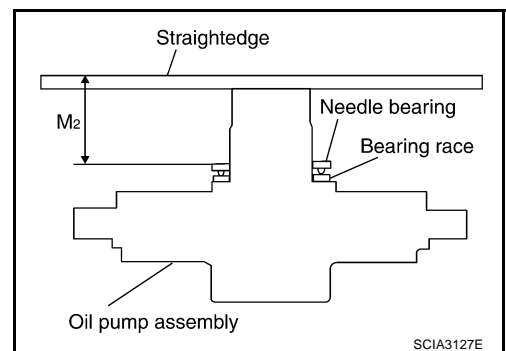 Straightedge
M2
Needle bearing
Bearing race
Oil pump assembly
SCIA3127E